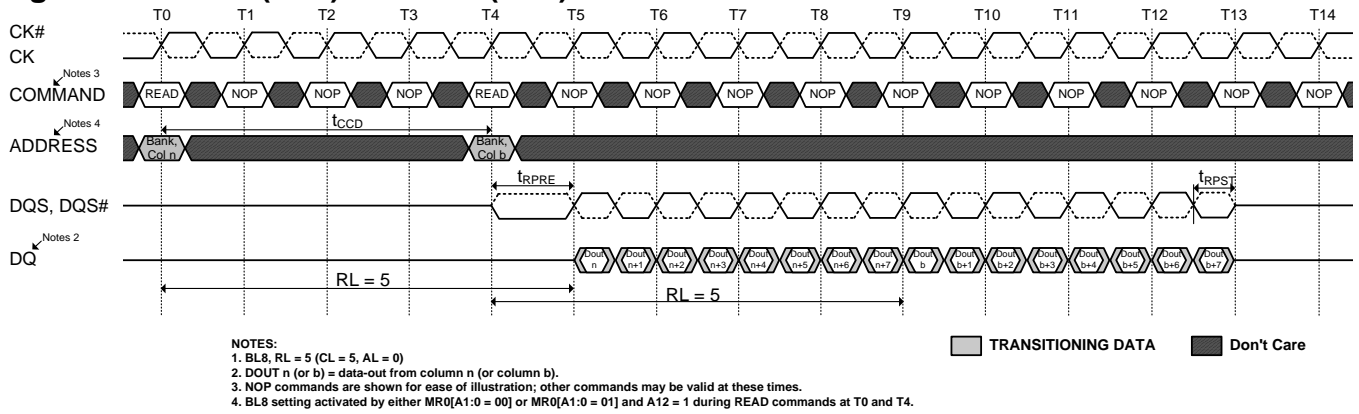 T0 T1 T2 T3 T4 T5 T6 T7 T8 T9 T10 T11 T12 T13 T14
CK#
CK
Notes 3
COMMAND READ NOP NOP NOP READ NOP NOP NOP NOP NOP NOP NOP NOP NOP NOP
tCCD
Notes 4
ADDRESS Bank, Col n Bank, Col b
tRPRE tRPST
DQS, DQS#
Notes 2
DQ Dout n Dout n+1 Dout n+2 Dout n+3 Dout n+4 Dout n+5 Dout n+6 Dout n+7 Dout b Dout b+1 Dout b+2 Dout b+3 Dout b+4 Dout b+5 Dout b+6 Dout b+7
RL = 5 RL = 5
NOTES:
1. BL8, RL = 5 (CL = 5, AL = 0)
2. DOUT n (or b) = data-out from column n (or column b).
3. NOP commands are shown for ease of illustration; other commands may be valid at these times.
4. BL8 setting activated by either MR0[A1:0 = 00] or MR0[A1:0 = 01] and A12 = 1 during READ commands at T0 and T4.
TRANSITIONING DATA Don't Care